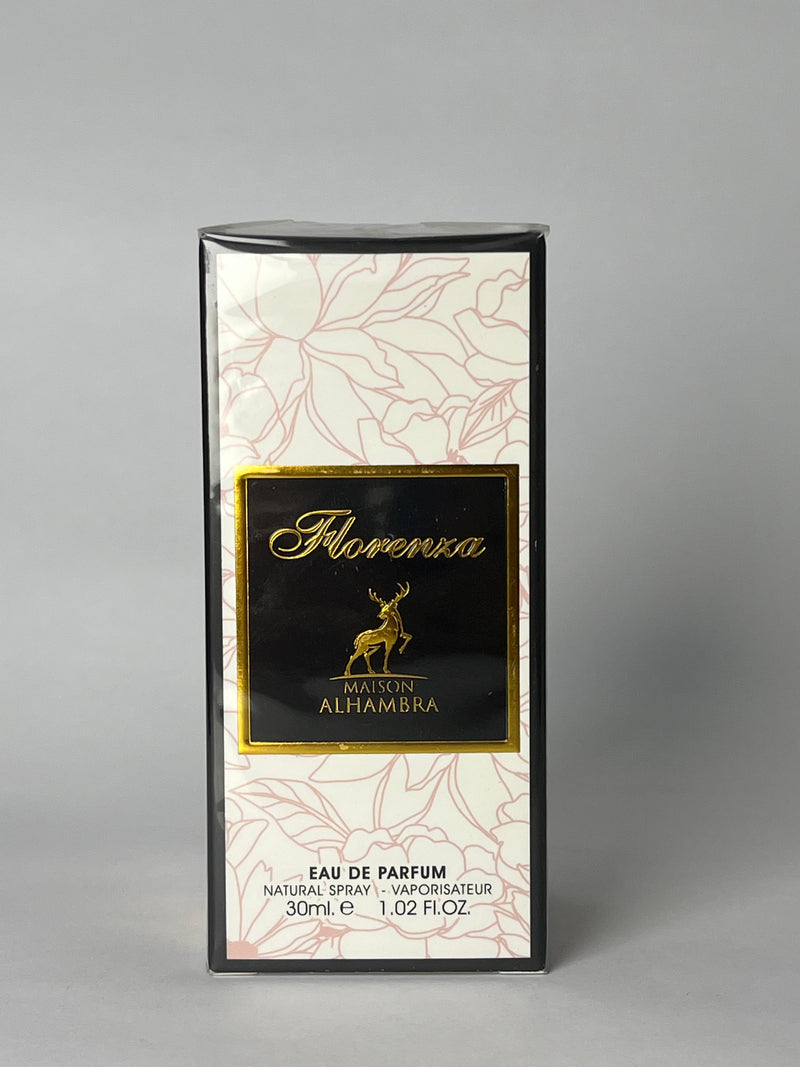 Florenza
MAISON
ALHAMBRA
EAU DE PARFUM
NATURAL SPRAY - VAPORISATEUR
30ml. ℮ 1.02 Fl.OZ.